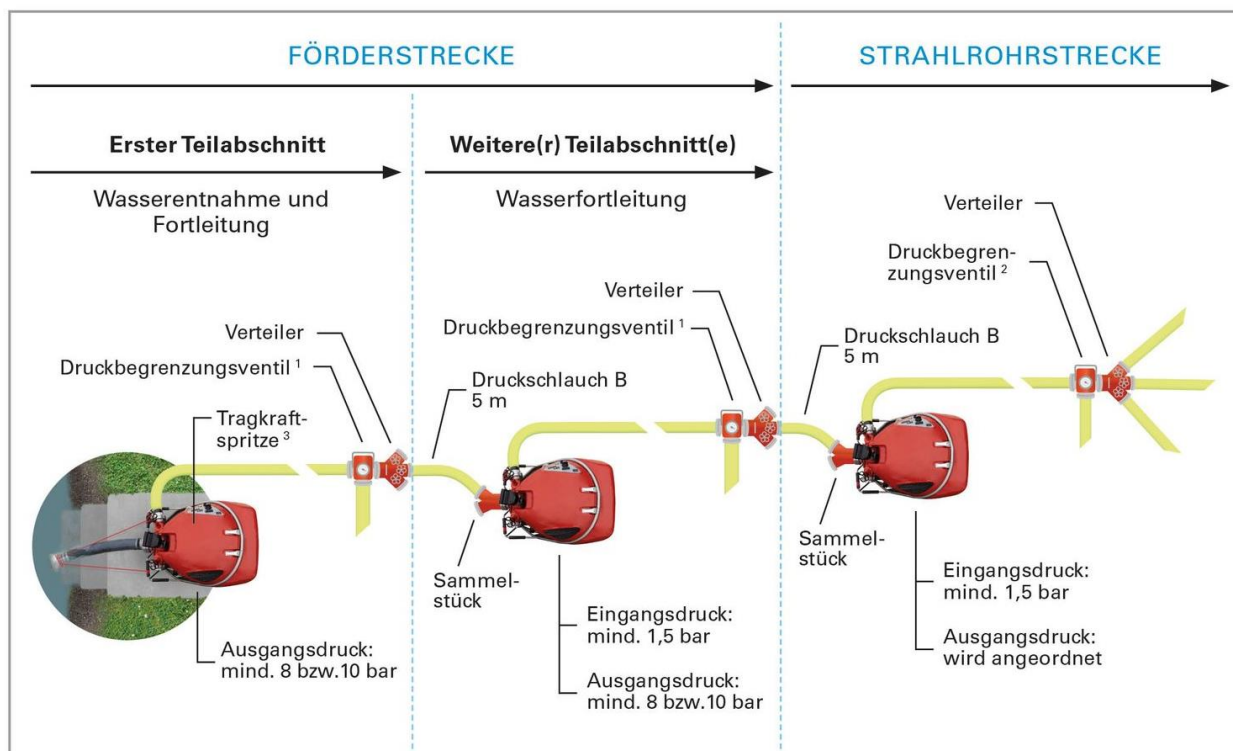 FÖRDERSTRECKE
STRAHLROHRSTRECKE
Erster Teilabschnitt
Wasserentnahme und
Fortleitung
Weitere(r) Teilabschnitt(e)
Wasserfortleitung
Verteiler
Druckbegrenzungsventil ¹
Tragkraft-
spritze ³
Ausgangsdruck:
mind. 8 bzw.10 bar
Verteiler
Druckbegrenzungsventil ¹
Druckschlauch B
5 m
Sammel-
stück
Eingangsdruck:
mind. 1,5 bar
Ausgangsdruck:
mind. 8 bzw.10 bar
Verteiler
Druckbegren-
zungsventil ²
Druckschlauch B
5 m
Sammel-
stück
Eingangsdruck:
mind. 1,5 bar
Ausgangsdruck:
wird angeordnet